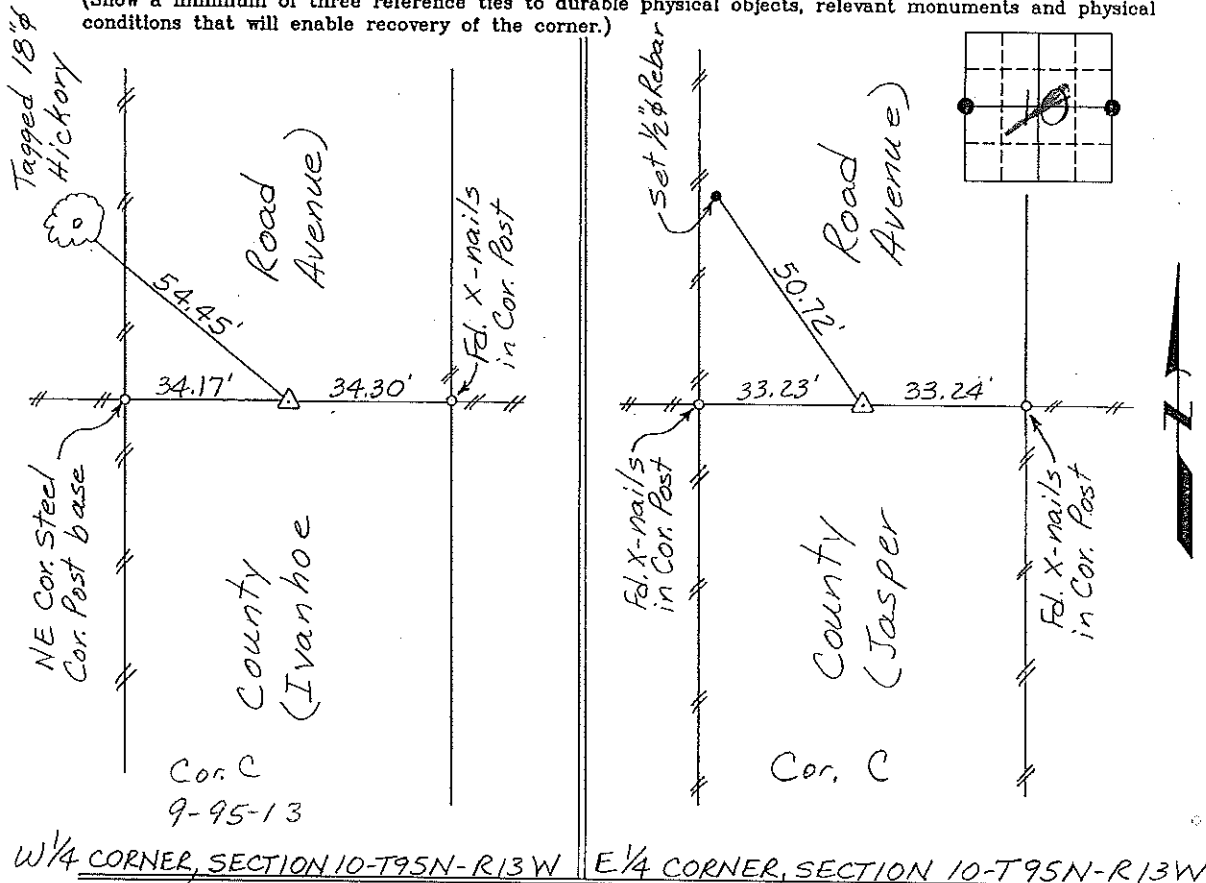 (Show a minimum of three reference ties to durable physical objects, relevant monuments and physical
conditions that will enable recovery of the corner.)
Tagged 18"⌀
Hickory
Road
Avenue)
Fd. X-nails
in Cor. Post
54.45'
34.17'
34.30'
NE Cor. Steel
Cor. Post base
County
(Ivanhoe
Cor. C
9-95-13
W 1/4 CORNER, SECTION 10-T95N-R13W
Set 1/2"⌀ Rebar
Road
Avenue)
10
50.72'
33.23'
33.24'
N
Fd. X-nails
in Cor. Post
County
(Jasper
Fd. X-nails
in Cor. Post
Cor. C
E 1/4 CORNER, SECTION 10-T95N-R13W